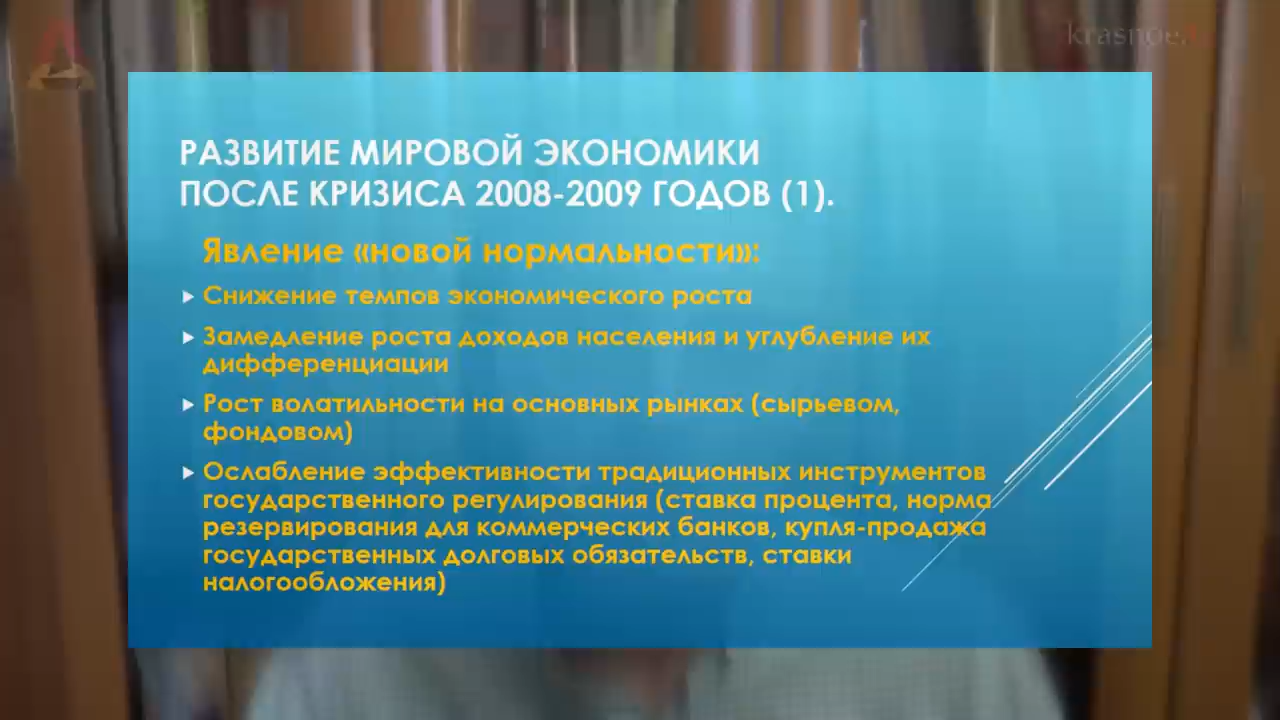 krasnoe.tv
РАЗВИТИЕ МИРОВОЙ ЭКОНОМИКИ
ПОСЛЕ КРИЗИСА 2008-2009 ГОДОВ (1).
Явление «новой нормальности»:
Снижение темпов экономического роста
Замедление роста доходов населения и углубление их
дифференциации
Рост волатильности на основных рынках (сырьевом,
фондовом)
Ослабление эффективности традиционных инструментов
государственного регулирования (ставка процента, норма
резервирования для коммерческих банков, купля-продажа
государственных долговых обязательств, ставки
налогообложения)